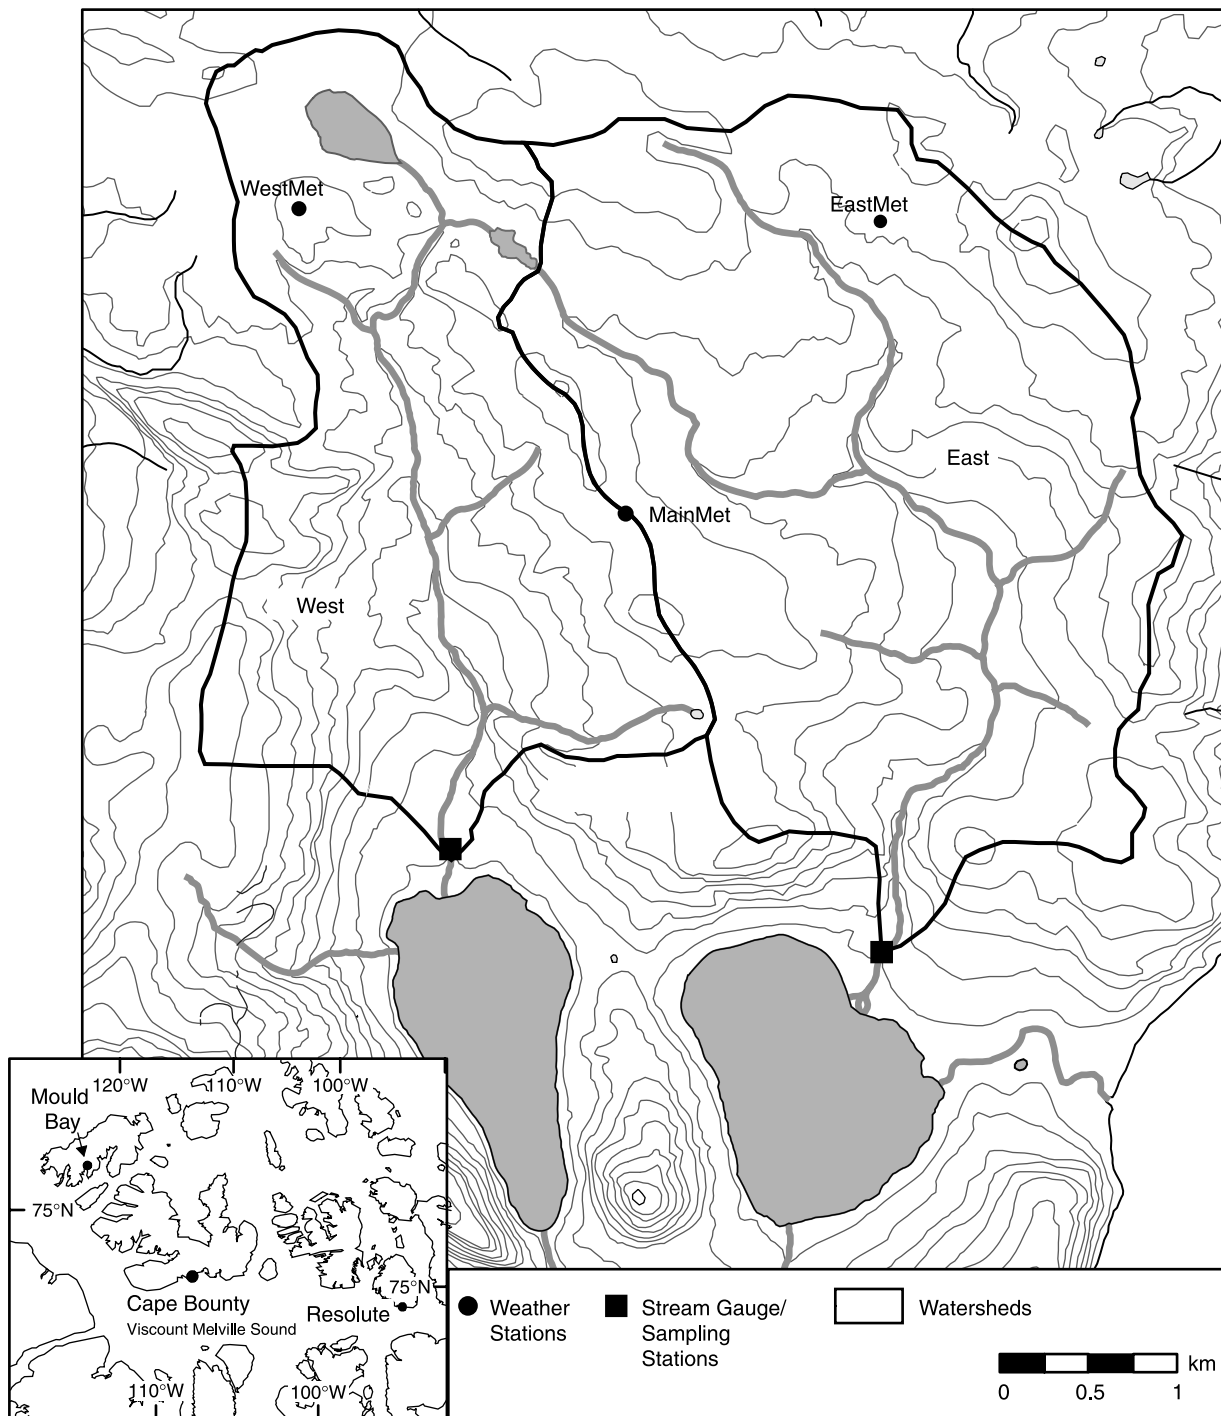 WestMet
EastMet
East
MainMet
West
120°W
110°W
100°W
Mould
Bay
75°N
75°N
Cape Bounty
Resolute
Viscount Melville Sound
110°W
100°W
Weather
Stations
Stream Gauge/
Sampling
Stations
Watersheds
km
0 0.5 1